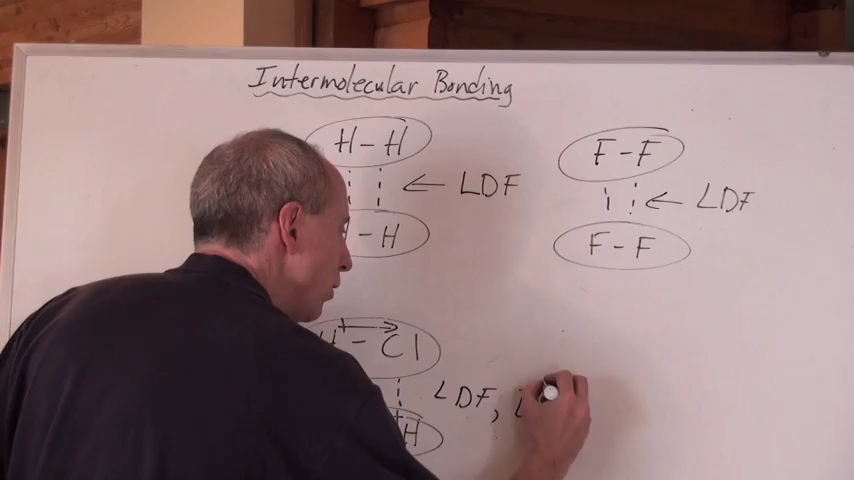 Intermolecular Bonding
H-H
← LDF
- H
F-F
← LDF
F-F
H - Cl
LDF,
H